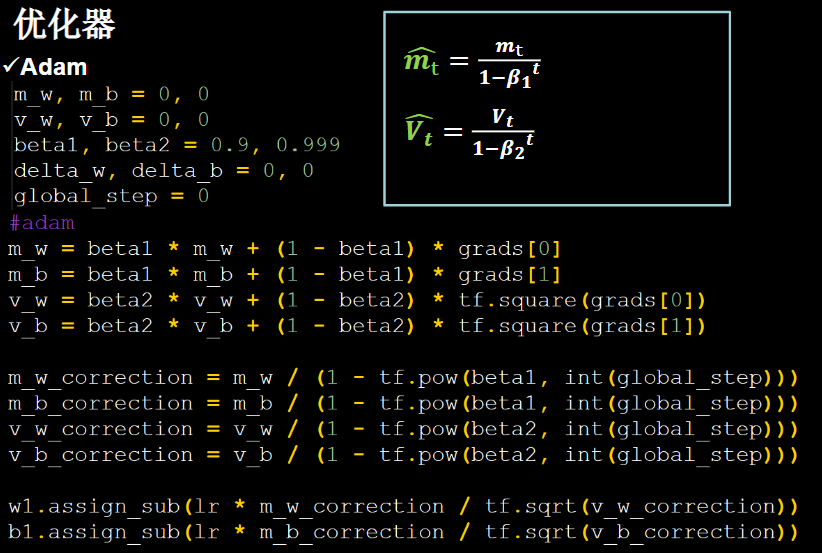 优化器
✓Adam
m_w, m_b = 0, 0
v_w, v_b = 0, 0
beta1, beta2 = 0.9, 0.999
delta_w, delta_b = 0, 0
global_step = 0
#adam
m_w = beta1 * m_w + (1 - beta1) * grads[0]
m_b = beta1 * m_b + (1 - beta1) * grads[1]
v_w = beta2 * v_w + (1 - beta2) * tf.square(grads[0])
v_b = beta2 * v_b + (1 - beta2) * tf.square(grads[1])
m_w_correction = m_w / (1 - tf.pow(beta1, int(global_step)))
m_b_correction = m_b / (1 - tf.pow(beta1, int(global_step)))
v_w_correction = v_w / (1 - tf.pow(beta2, int(global_step)))
v_b_correction = v_b / (1 - tf.pow(beta2, int(global_step)))
w1.assign_sub(lr * m_w_correction / tf.sqrt(v_w_correction))
b1.assign_sub(lr * m_b_correction / tf.sqrt(v_b_correction))
$\widehat{m_t} = \frac{m_t}{1-\beta_1^t}$
$\widehat{V_t} = \frac{V_t}{1-\beta_2^t}$